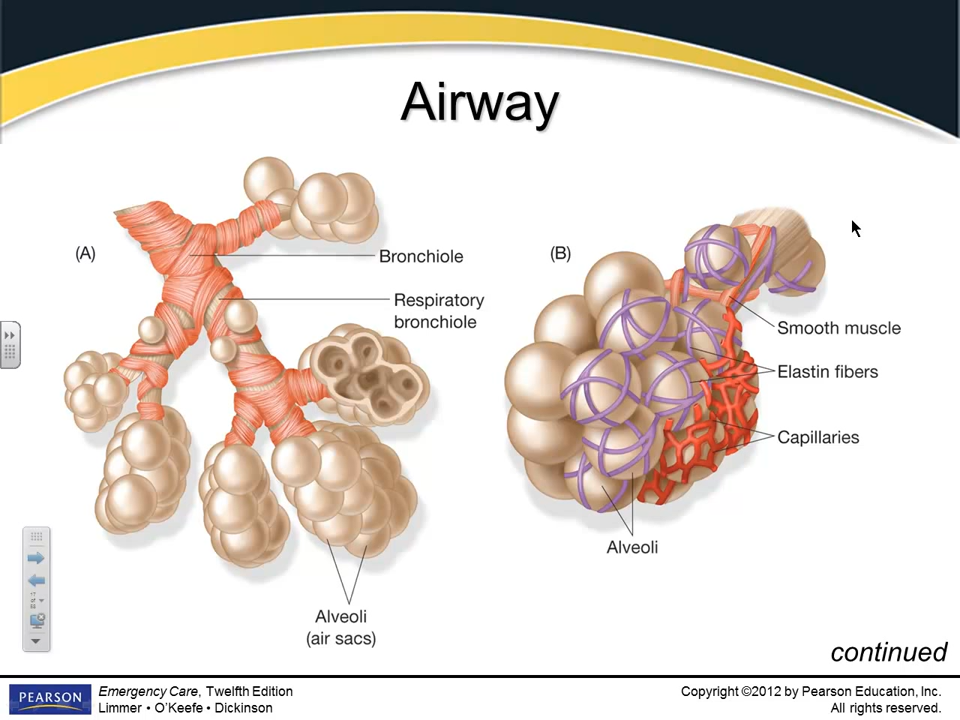 Airway
(A)
Bronchiole
Respiratory
bronchiole
Alveoli
(air sacs)
(B)
Smooth muscle
Elastin fibers
Capillaries
Alveoli
continued
PEARSON
Emergency Care, Twelfth Edition
Limmer • O'Keefe • Dickinson
Copyright ©2012 by Pearson Education, Inc.
All rights reserved.